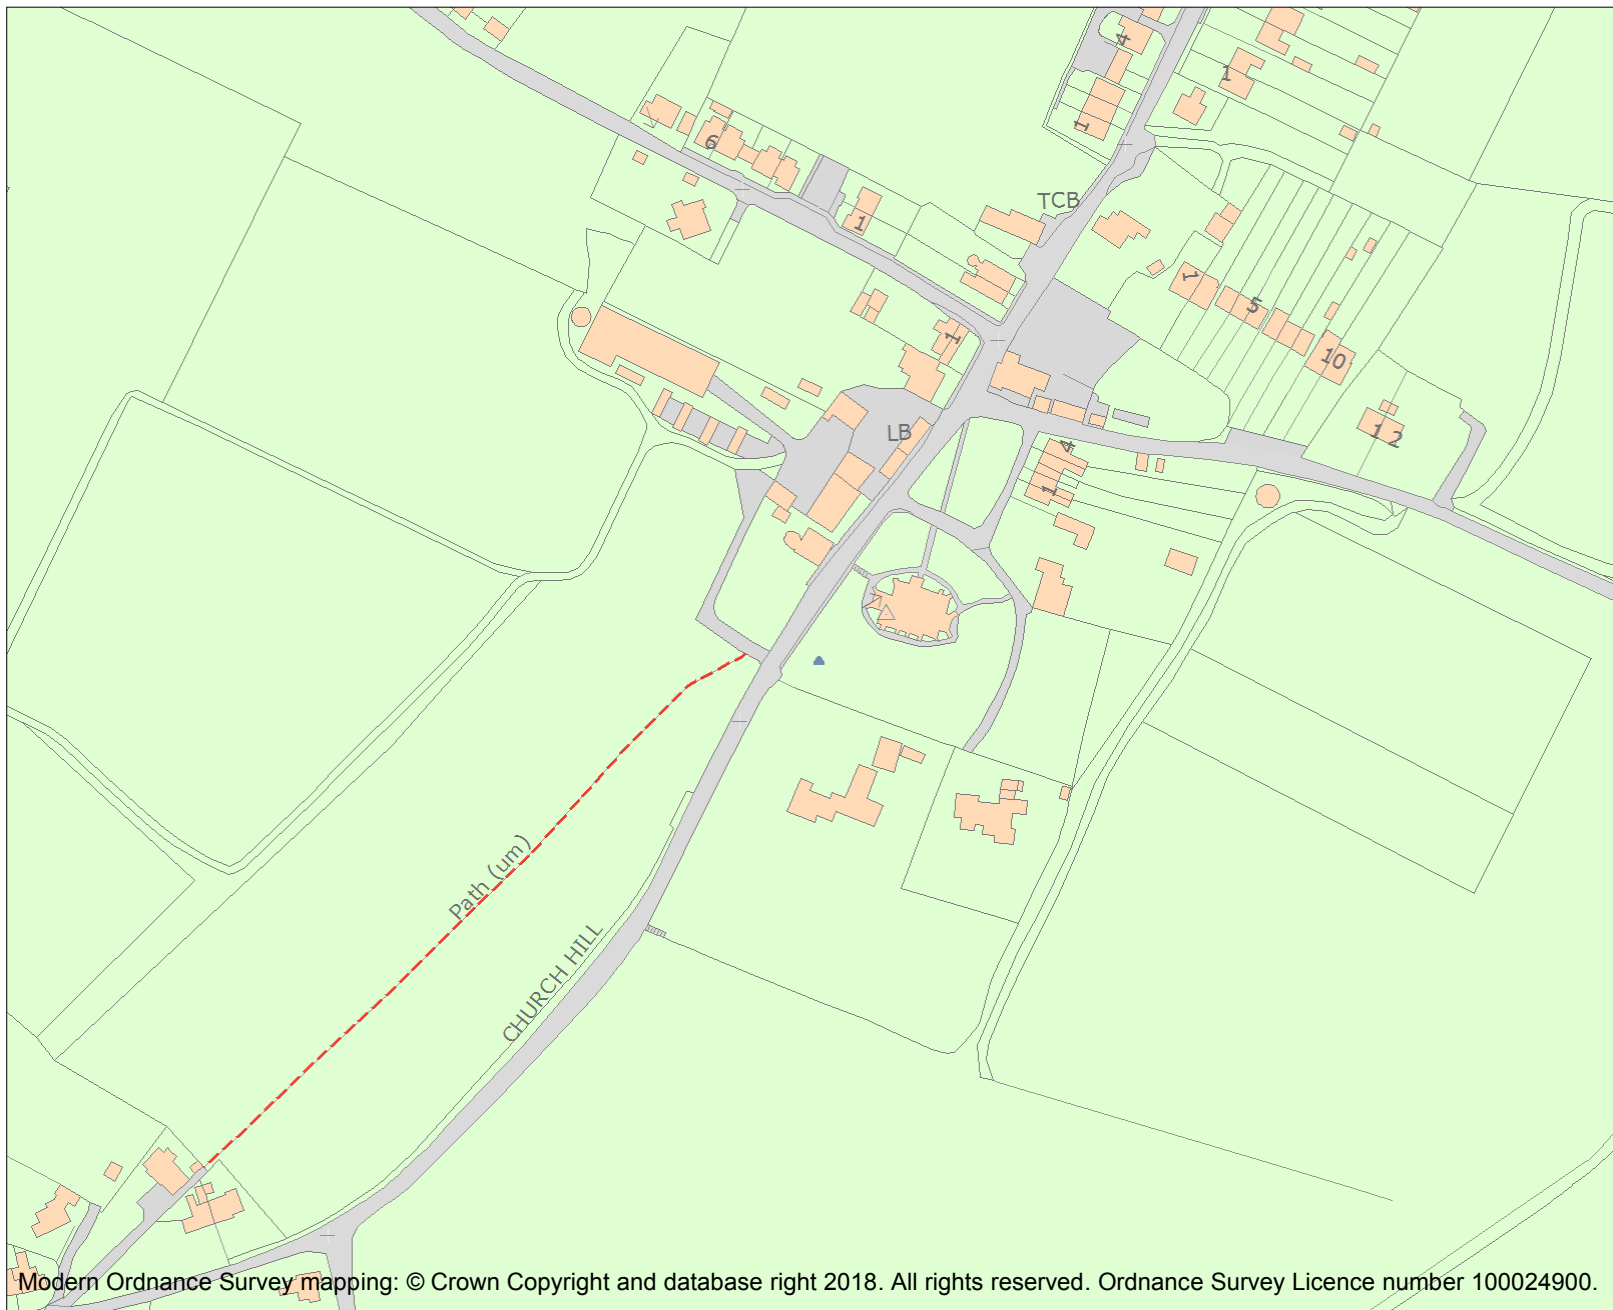 4
1
1
6
TCB
1
1
5
1
10
LB
4
1 2
1
Path (um)
CHURCH HILL
Modern Ordnance Survey mapping: © Crown Copyright and database right 2018. All rights reserved. Ordnance Survey Licence number 100024900.